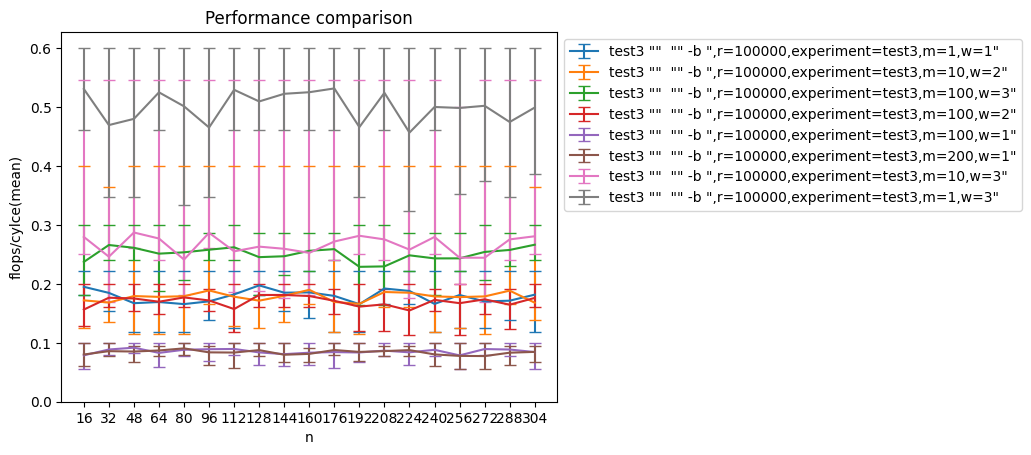 Performance comparison
flops/cylce(mean)
0.6
0.5
0.4
0.3
0.2
0.1
0.0
16 32 48 64 80 96 112 128 144 160 176 192 208 224 240 256 272 288 304
n
test3 ""  "" -b ",r=100000,experiment=test3,m=1,w=1"
test3 ""  "" -b ",r=100000,experiment=test3,m=10,w=2"
test3 ""  "" -b ",r=100000,experiment=test3,m=100,w=3"
test3 ""  "" -b ",r=100000,experiment=test3,m=100,w=2"
test3 ""  "" -b ",r=100000,experiment=test3,m=100,w=1"
test3 ""  "" -b ",r=100000,experiment=test3,m=200,w=1"
test3 ""  "" -b ",r=100000,experiment=test3,m=10,w=3"
test3 ""  "" -b ",r=100000,experiment=test3,m=1,w=3"